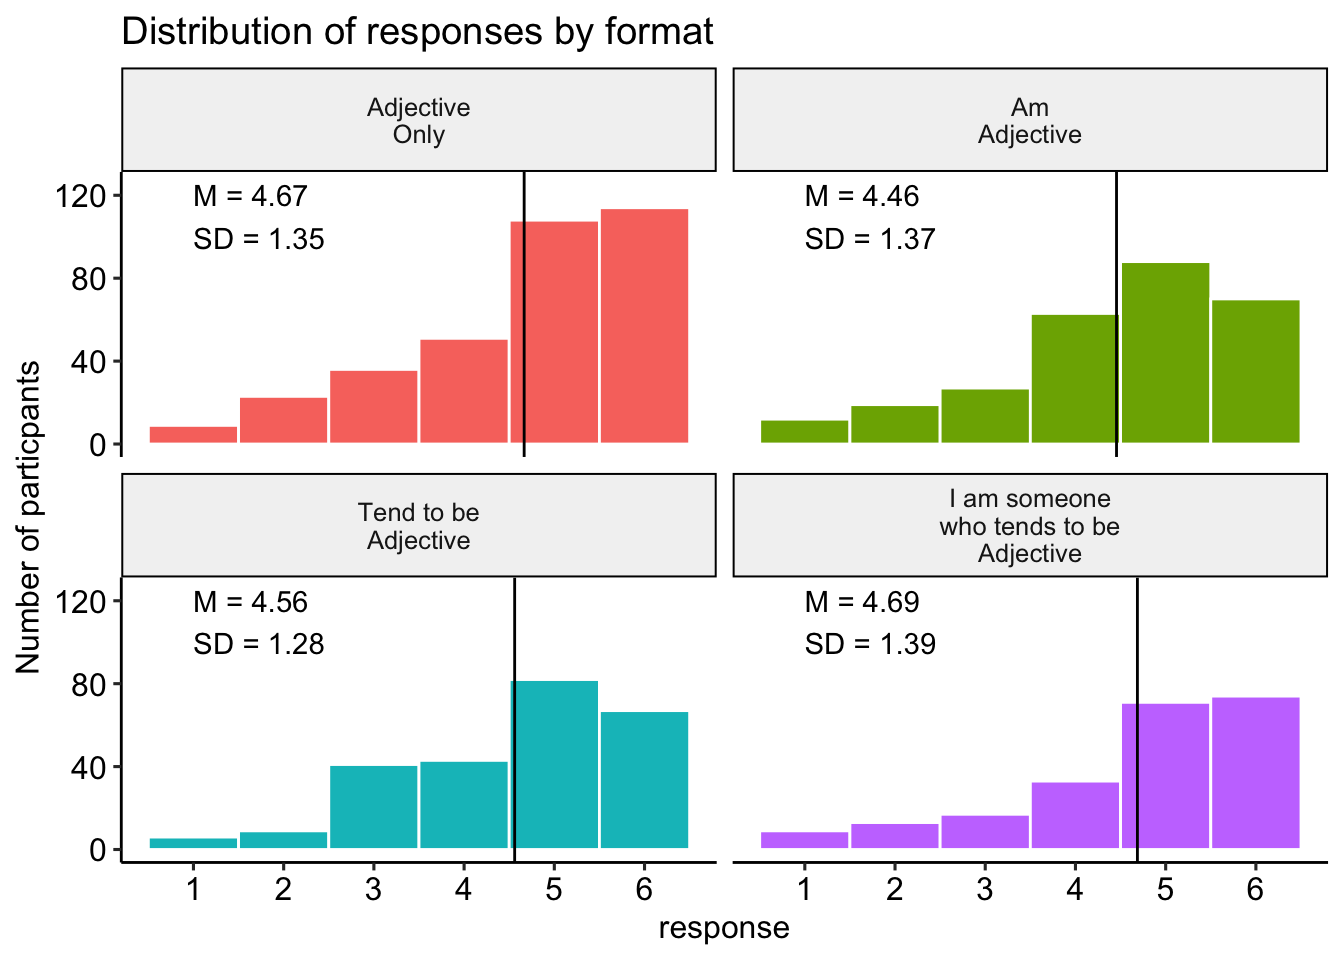 Distribution of responses by format
Adjective
Only
Am
Adjective
M = 4.67
SD = 1.35
M = 4.46
SD = 1.37
120
80
40
0
Number of particpants
Tend to be
Adjective
I am someone
who tends to be
Adjective
M = 4.56
SD = 1.28
M = 4.69
SD = 1.39
120
80
40
0
1 2 3 4 5 6
1 2 3 4 5 6
response